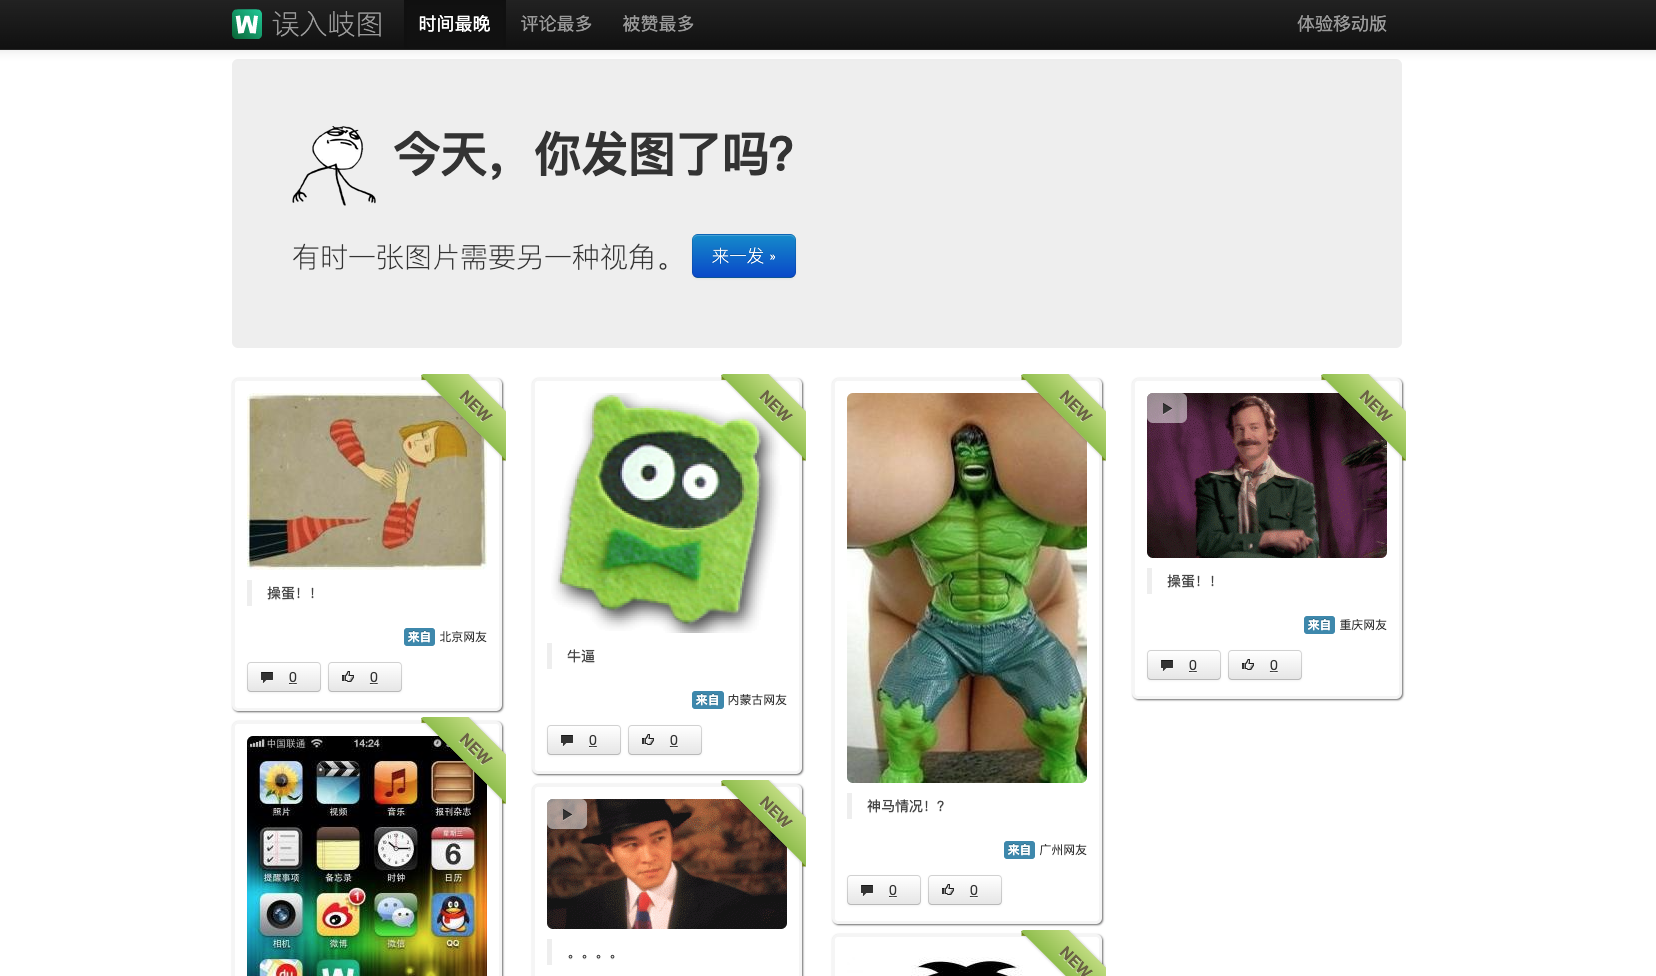 W 误入歧图 时间最晚 评论最多 被赞最多 体验移动版
今天，你发图了吗?
有时一张图片需要另一种视角。 来一发 »
NEW
操蛋！！
来自 北京网友
0 0
NEW
牛逼
来自 内蒙古网友
0 0
NEW
神马情况！？
来自 广州网友
0 0
NEW
操蛋！！
来自 重庆网友
0 0
NEW
中国联通 14:24
照片 视频 音乐 报刊杂志
星期三
6
提醒事项 备忘录 时钟 日历
1
相机 微博 微信 QQ
du W
NEW
。。。。
NEW